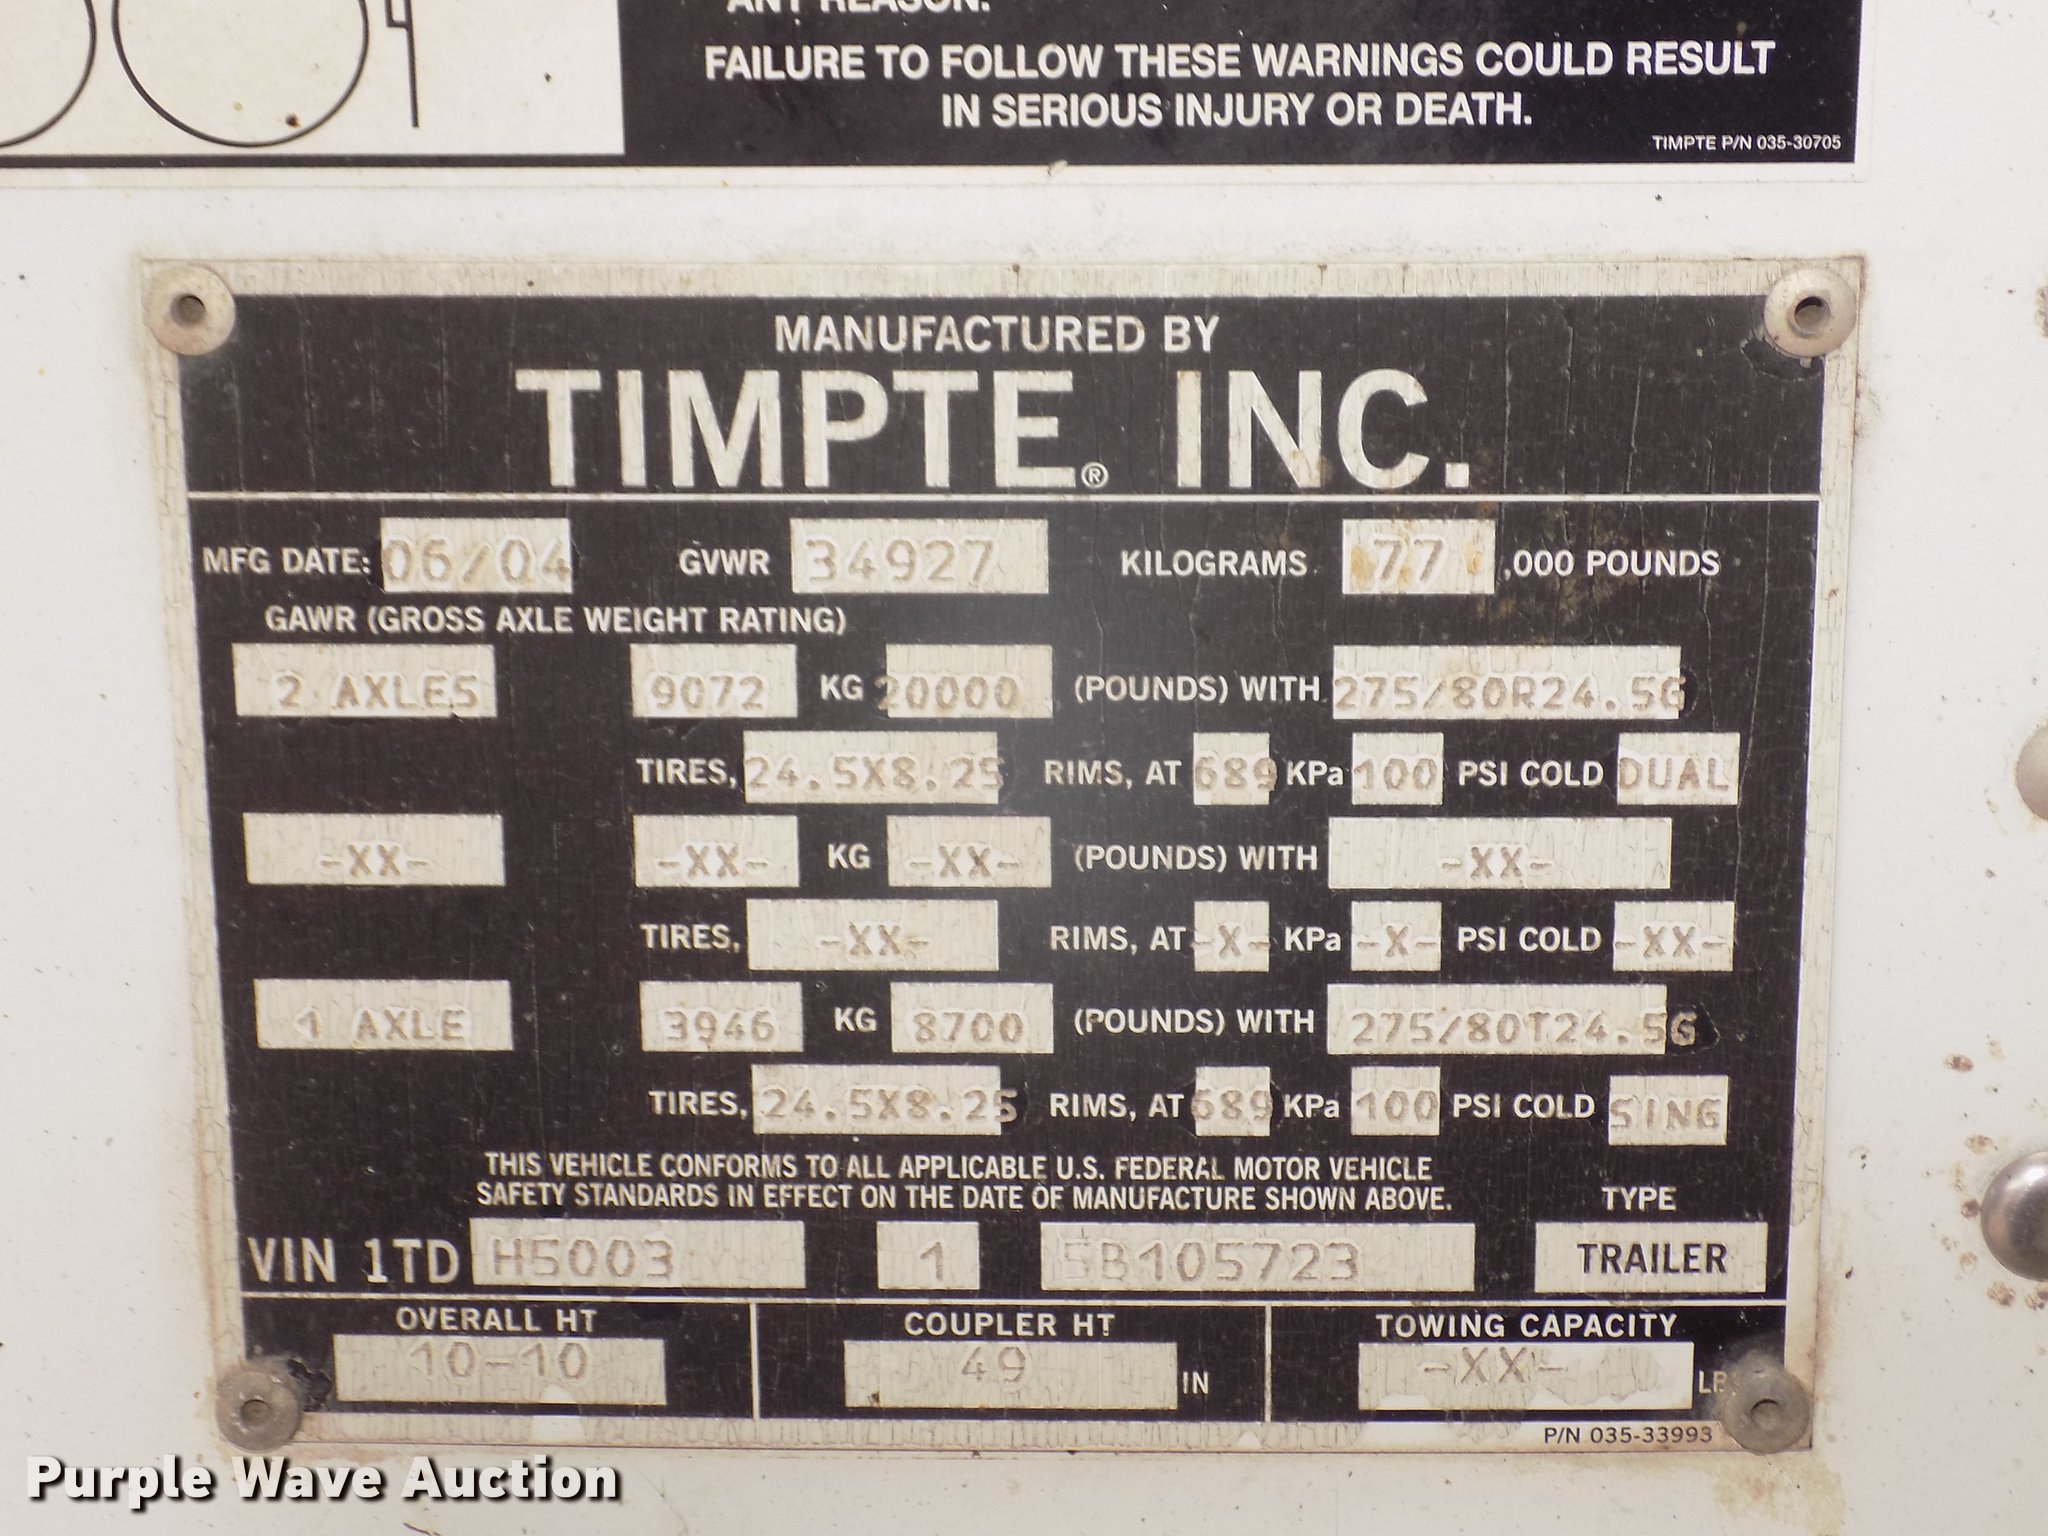 ANY REASON.
FAILURE TO FOLLOW THESE WARNINGS COULD RESULT
IN SERIOUS INJURY OR DEATH.
TIMPTE P/N 035-30705
MANUFACTURED BY
TIMPTE® INC.
MFG DATE: 06/04 GVWR 34927 KILOGRAMS 77 ,000 POUNDS
GAWR (GROSS AXLE WEIGHT RATING)
2 AXLES 9072 KG 20000 (POUNDS) WITH 275/80R24.5G
TIRES, 24.5X8.25 RIMS, AT 689 KPa 100 PSI COLD DUAL
-XX- -XX- KG -XX- (POUNDS) WITH -XX-
TIRES, -XX- RIMS, AT -X- KPa -X- PSI COLD -XX-
1 AXLE 3946 KG 8700 (POUNDS) WITH 275/80T24.5G
TIRES, 24.5X8.25 RIMS, AT 689 KPa 100 PSI COLD SING
THIS VEHICLE CONFORMS TO ALL APPLICABLE U.S. FEDERAL MOTOR VEHICLE
SAFETY STANDARDS IN EFFECT ON THE DATE OF MANUFACTURE SHOWN ABOVE.
TYPE
VIN 1TD H5003 1 5B105723 TRAILER
OVERALL HT COUPLER HT TOWING CAPACITY
10-10 49 IN -XX- LB
P/N 035-33993
Purple Wave Auction